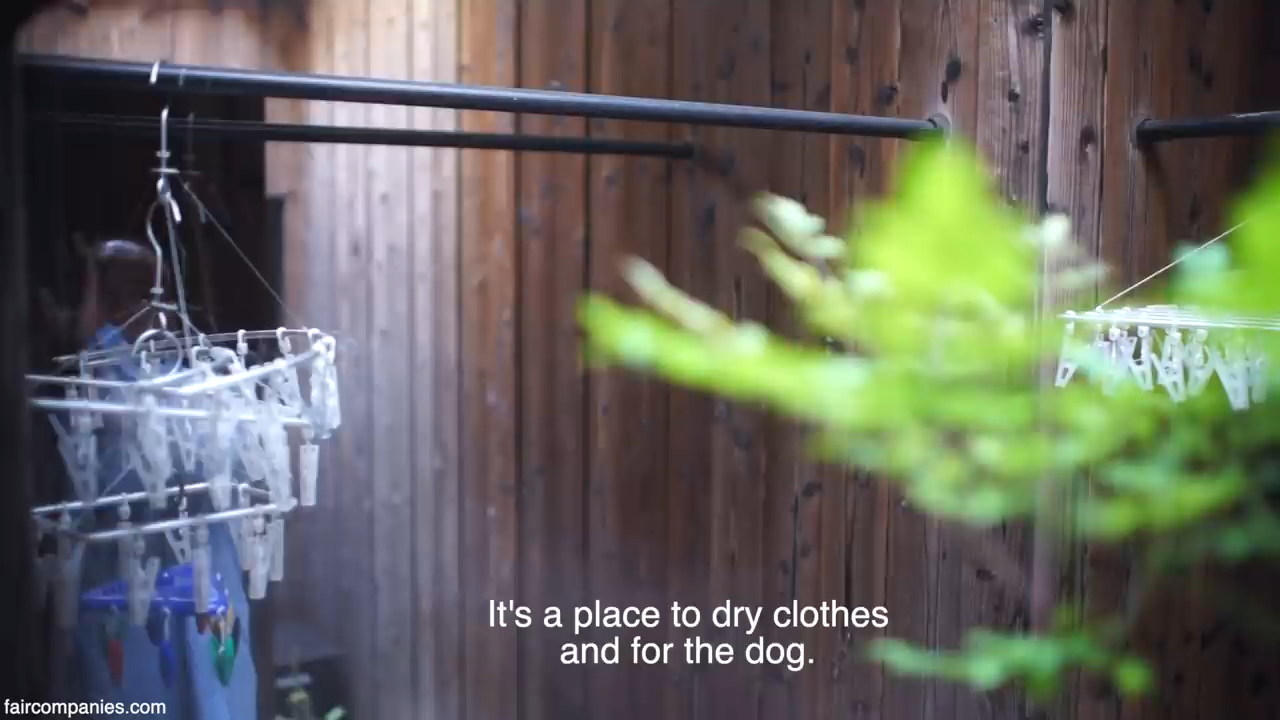 It's a place to dry clothes
and for the dog.
faircompanies.com